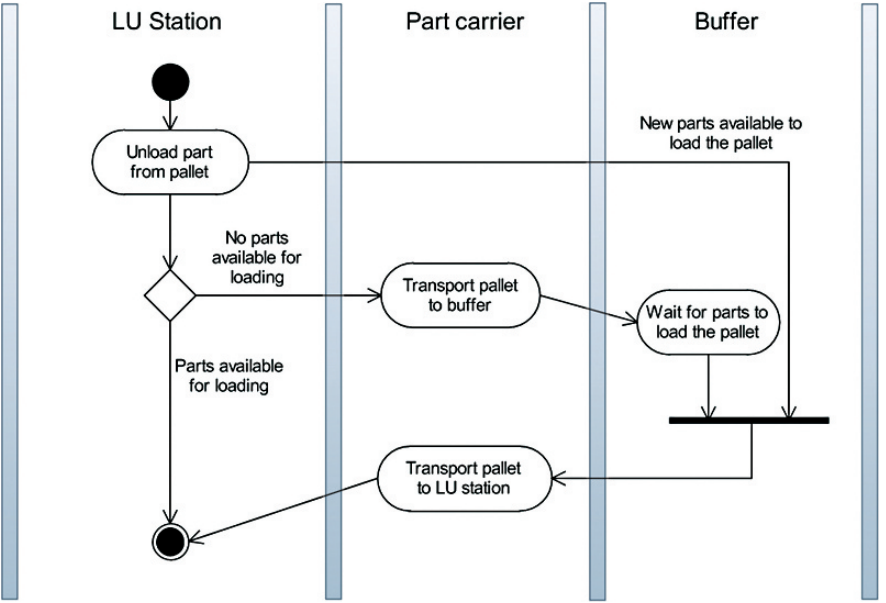 LU Station
Part carrier
Buffer
New parts available to
load the pallet
Unload part
from pallet
No parts
available for
loading
Transport pallet
to buffer
Wait for parts to
load the pallet
Parts available
for loading
Transport pallet
to LU station